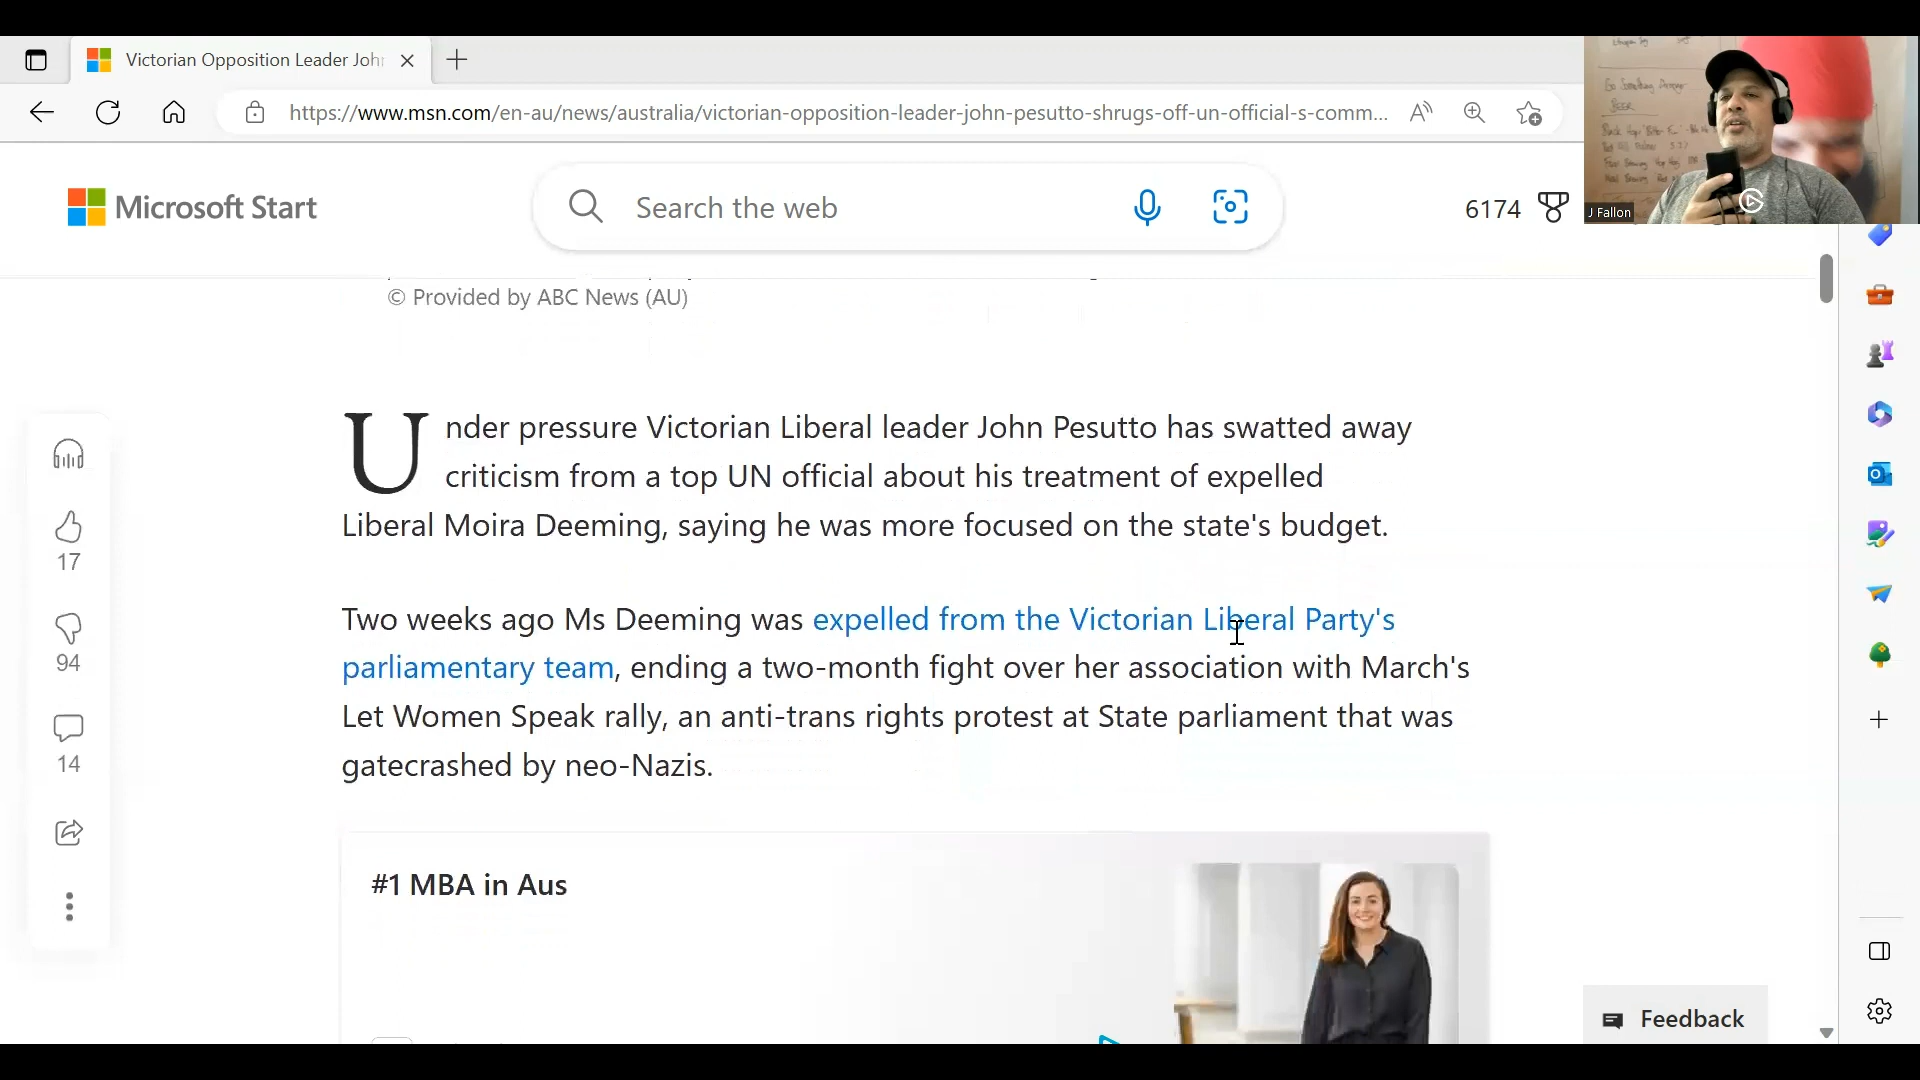 Victorian Opposition Leader Joh
https://www.msn.com/en-au/news/australia/victorian-opposition-leader-john-pesutto-shrugs-off-un-official-s-comm...
Microsoft Start
Search the web
6174
J Fallon
© Provided by ABC News (AU)
Under pressure Victorian Liberal leader John Pesutto has swatted away
criticism from a top UN official about his treatment of expelled
Liberal Moira Deeming, saying he was more focused on the state's budget.
Two weeks ago Ms Deeming was expelled from the Victorian Liberal Party's
parliamentary team, ending a two-month fight over her association with March's
Let Women Speak rally, an anti-trans rights protest at State parliament that was
gatecrashed by neo-Nazis.
17
94
14
#1 MBA in Aus
Feedback